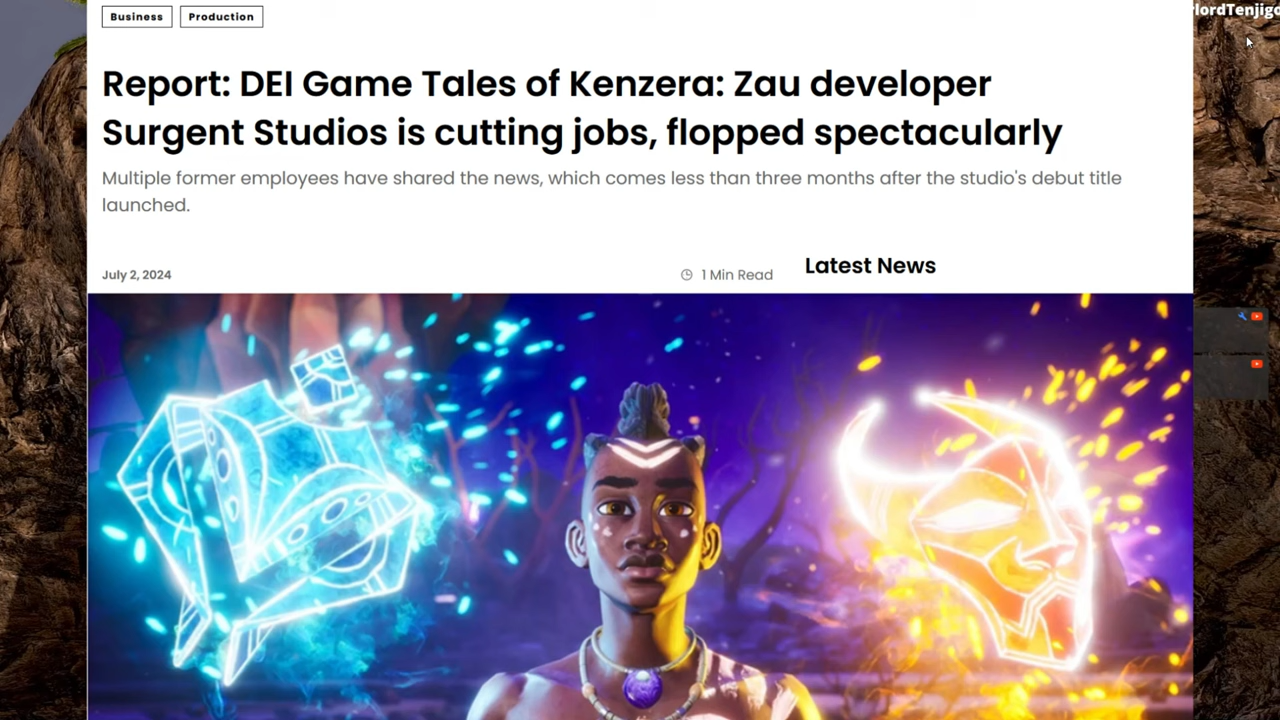 Business Production
lordTenjigo
Report: DEI Game Tales of Kenzera: Zau developer
Surgent Studios is cutting jobs, flopped spectacularly
Multiple former employees have shared the news, which comes less than three months after the studio's debut title
launched.
July 2, 2024
1 Min Read
Latest News